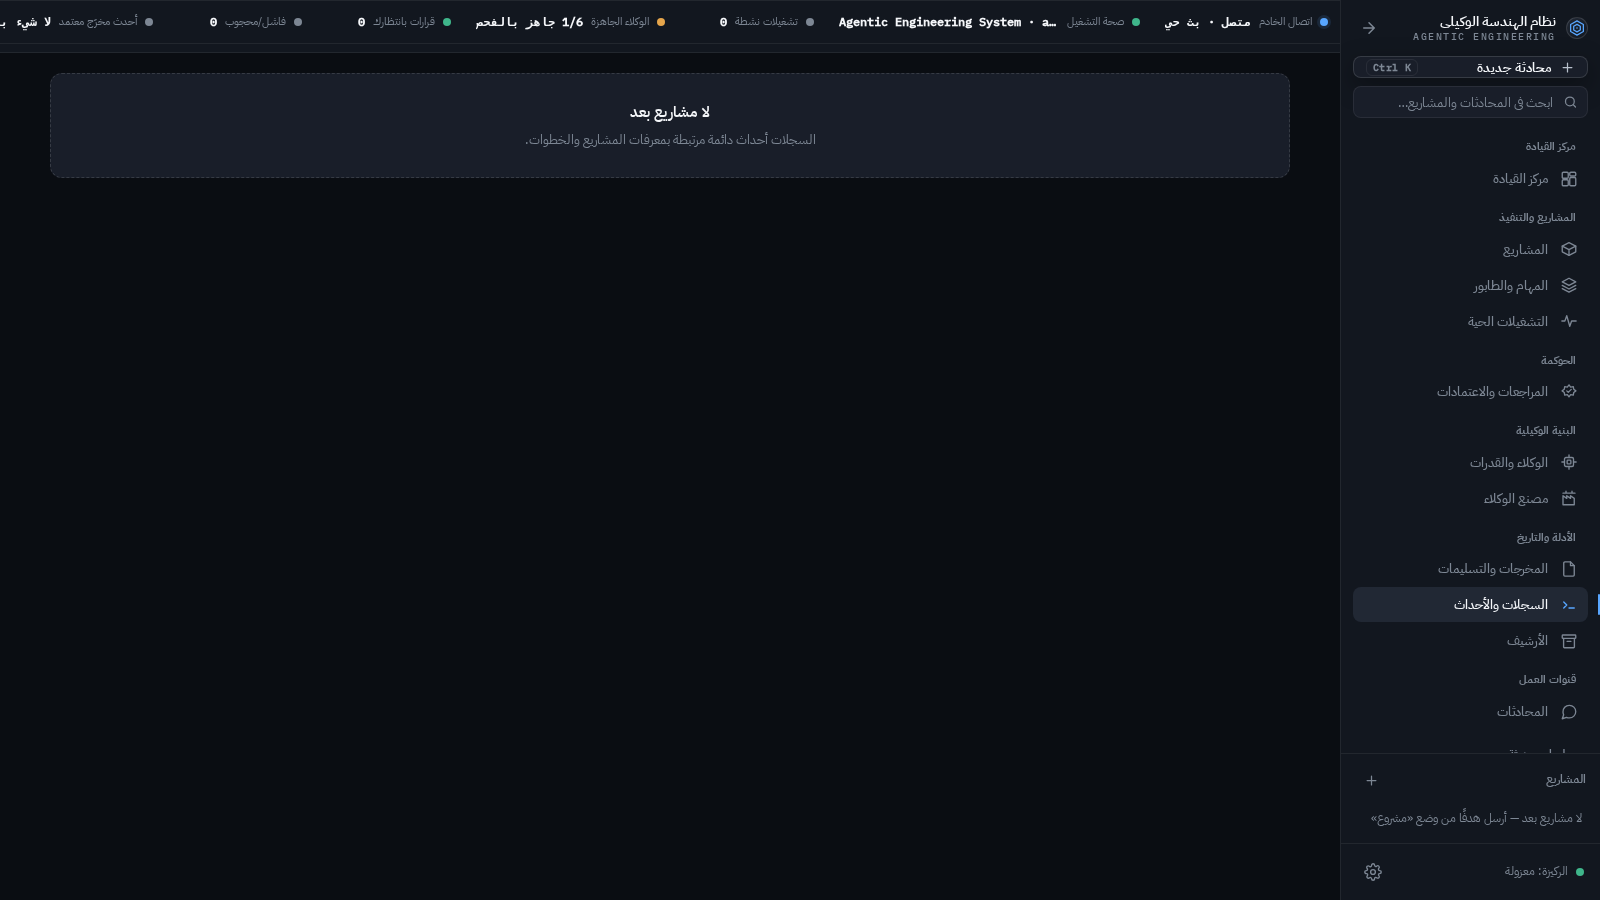 نظام الهندسة الوكيلي
AGENTIC ENGINEERING
محادثة جديدة
Ctrl K
ابحث في المحادثات والمشاريع...
مركز القيادة
مركز القيادة
المشاريع والتنفيذ
المشاريع
المهام والطابور
التشغيلات الحية
الحوكمة
المراجعات والاعتمادات
البنية الوكيلية
الوكلاء والقدرات
مصنع الوكلاء
الأدلة والتاريخ
المخرجات والتسليمات
السجلات والأحداث
الأرشيف
قنوات العمل
المحادثات
المشاريع
لا مشاريع بعد — أرسل هدفًا من وضع «مشروع»
الركيزة: معزولة
اتصال الخادم متصل · بث حي
صحة التشغيل Agentic Engineering System · a…
تشغيلات نشطة 0
الوكلاء الجاهزة 1/6 جاهز بالفحص
قرارات بانتظارك 0
فاشل/محجوب 0
أحدث مخرّج معتمد لا شيء
لا مشاريع بعد
السجلات أحداث دائمة مرتبطة بمعرفات المشاريع والخطوات.